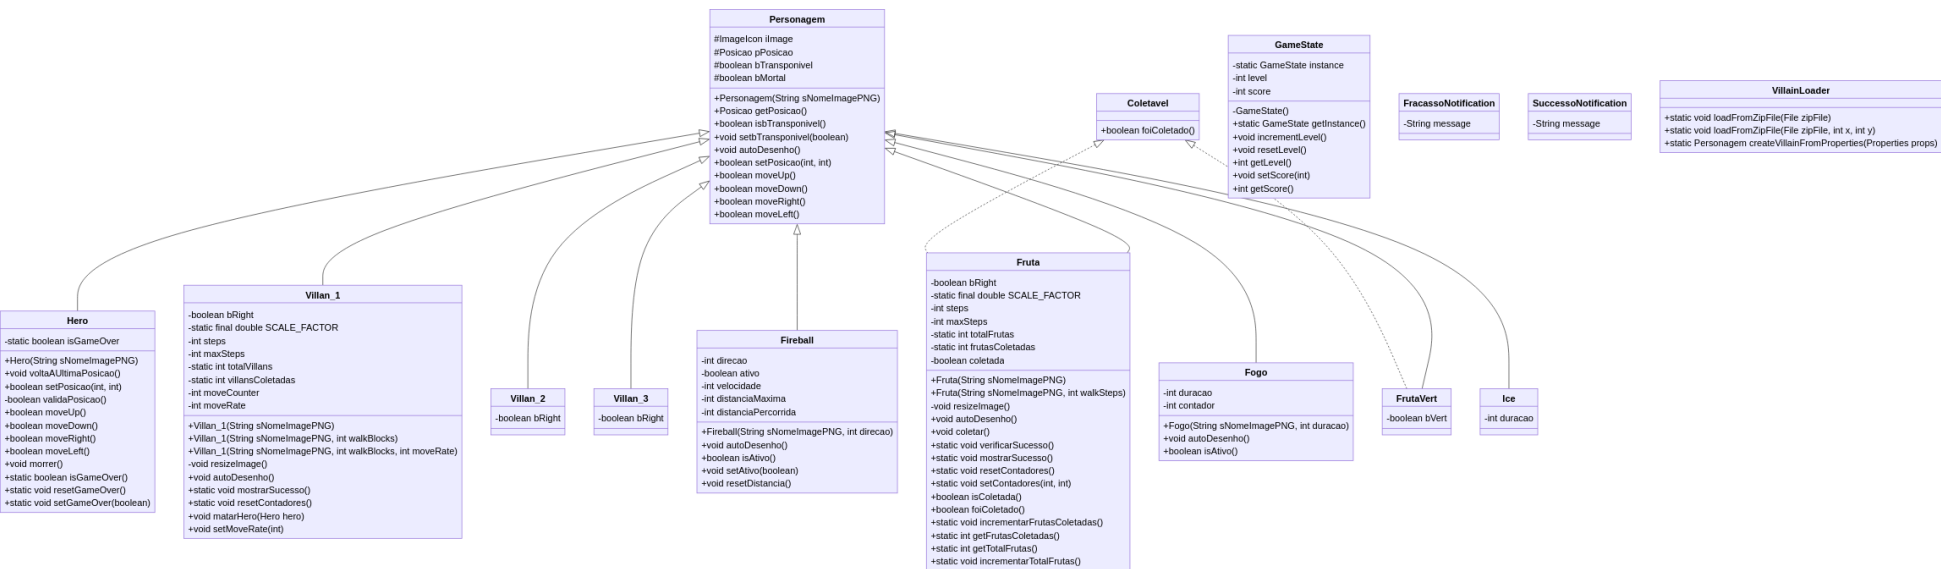 Personagem
#ImageIcon iImage
#Posicao pPosicao
#boolean bTransponivel
#boolean bMortal
+Personagem(String sNomeImagePNG)
+Posicao getPosicao()
+boolean isbTransponivel()
+void setbTransponivel(boolean)
+void autoDesenho()
+boolean setPosicao(int, int)
+boolean moveUp()
+boolean moveDown()
+boolean moveRight()
+boolean moveLeft()
Coletavel
+boolean foiColetado()
GameState
-static GameState instance
-int level
-int score
-GameState()
+static GameState getInstance()
+void incrementLevel()
+void resetLevel()
+int getLevel()
+void setScore(int)
+int getScore()
FracassoNotification
-String message
SuccessoNotification
-String message
VillainLoader
+static void loadFromZipFile(File zipFile)
+static void loadFromZipFile(File zipFile, int x, int y)
+static Personagem createVillainFromProperties(Properties props)
Hero
-static boolean isGameOver
+Hero(String sNomeImagePNG)
+void voltaAUltimaPosicao()
+boolean setPosicao(int, int)
-boolean validaPosicao()
+boolean moveUp()
+boolean moveDown()
+boolean moveRight()
+boolean moveLeft()
+void morrer()
+static boolean isGameOver()
+static void resetGameOver()
+static void setGameOver(boolean)
Villan_1
-boolean bRight
-static final double SCALE_FACTOR
-int steps
-int maxSteps
-static int totalVillans
-static int villansColetadas
-int moveCounter
-int moveRate
+Villan_1(String sNomeImagePNG)
+Villan_1(String sNomeImagePNG, int walkBlocks)
+Villan_1(String sNomeImagePNG, int walkBlocks, int moveRate)
-void resizeImage()
+void autoDesenho()
+static void mostrarSucesso()
+static void resetContadores()
+void matarHero(Hero hero)
+void setMoveRate(int)
Villan_2
-boolean bRight
Villan_3
-boolean bRight
Fireball
-int direcao
-boolean ativo
-int velocidade
-int distanciaMaxima
-int distanciaPercorrida
+Fireball(String sNomeImagePNG, int direcao)
+void autoDesenho()
+boolean isAtivo()
+void setAtivo(boolean)
+void resetDistancia()
Fruta
-boolean bRight
-static final double SCALE_FACTOR
-int steps
-int maxSteps
-static int totalFrutas
-static int frutasColetadas
-boolean coletada
+Fruta(String sNomeImagePNG)
+Fruta(String sNomeImagePNG, int walkSteps)
-void resizeImage()
+void autoDesenho()
+void coletar()
+static void verificarSucesso()
+static void mostrarSucesso()
+static void resetContadores()
+static void setContadores(int, int)
+boolean isColetada()
+boolean foiColetado()
+static void incrementarFrutasColetadas()
+static int getFrutasColetadas()
+static int getTotalFrutas()
+static void incrementarTotalFrutas()
Fogo
-int duracao
-int contador
+Fogo(String sNomeImagePNG, int duracao)
+void autoDesenho()
+boolean isAtivo()
FrutaVert
-boolean bVert
Ice
-int duracao